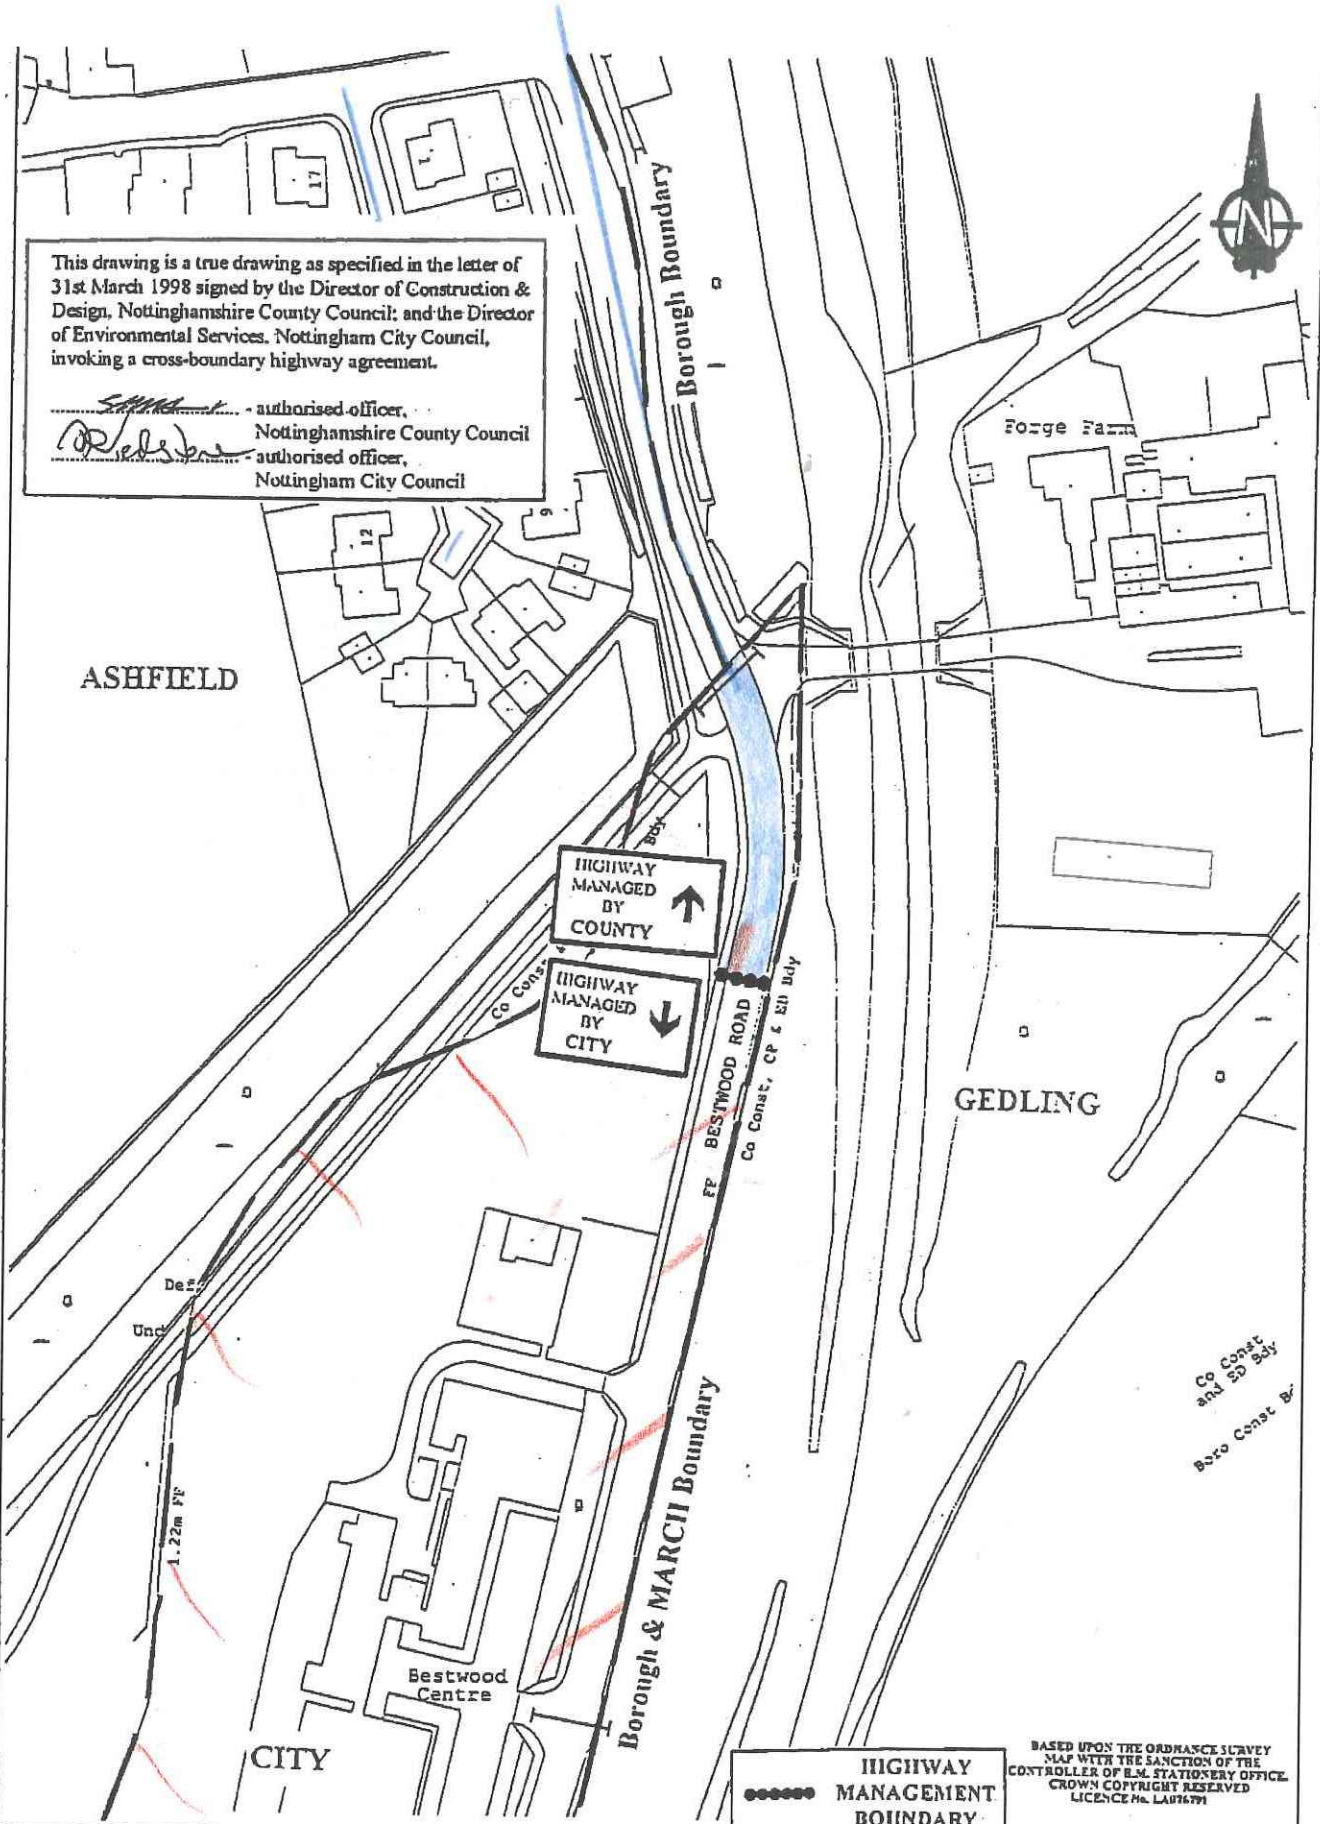 Borough Boundary
N
17
This drawing is a true drawing as specified in the letter of
31st March 1998 signed by the Director of Construction &
Design, Nottinghamshire County Council; and the Director
of Environmental Services, Nottingham City Council,
invoking a cross-boundary highway agreement.
- authorised officer,
Nottinghamshire County Council
- authorised officer,
Nottingham City Council
Forge Farm
12
9
ASHFIELD
Bdy
HIGHWAY
MANAGED
BY
COUNTY
Co Const
HIGHWAY
MANAGED
BY
CITY
FF BESTWOOD ROAD
Co Const, CP & ED Bdy
GEDLING
Def
Und
1.22m FF
Borough & MARCH Boundary
Co Const
and ED Bdy
Boro Const
Bestwood
Centre
CITY
HIGHWAY
MANAGEMENT
BOUNDARY
BASED UPON THE ORDNANCE SURVEY
MAP WITH THE SANCTION OF THE
CONTROLLER OF H.M. STATIONERY OFFICE.
CROWN COPYRIGHT RESERVED
LICENCE No.